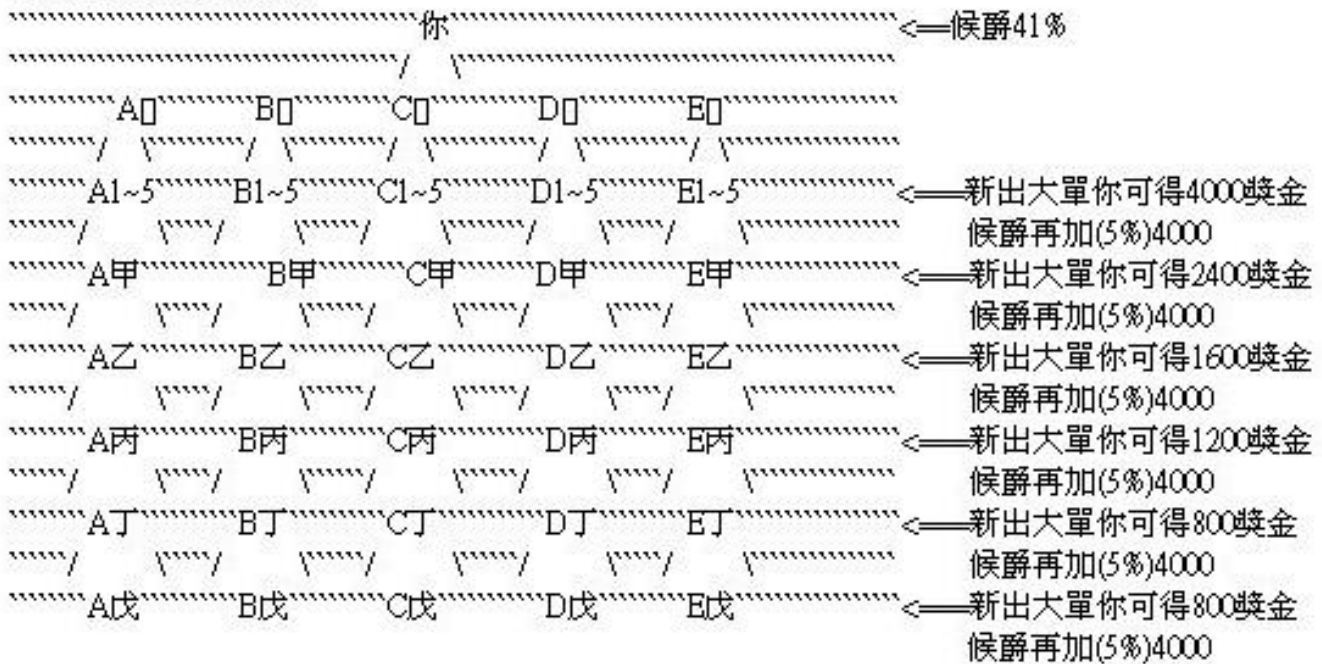 你 <==侯爵41%
/ \
A▯ B▯ C▯ D▯ E▯
/ \ / \ / \ / \ / \
A1~5 B1~5 C1~5 D1~5 E1~5 <==新出大單你可得4000獎金
/ \ / \ / \ / \ / \ 侯爵再加(5%)4000
A甲 B甲 C甲 D甲 E甲 <==新出大單你可得2400獎金
/ \ / \ / \ / \ / \ 侯爵再加(5%)4000
A乙 B乙 C乙 D乙 E乙 <==新出大單你可得1600獎金
/ \ / \ / \ / \ / \ 侯爵再加(5%)4000
A丙 B丙 C丙 D丙 E丙 <==新出大單你可得1200獎金
/ \ / \ / \ / \ / \ 侯爵再加(5%)4000
A丁 B丁 C丁 D丁 E丁 <==新出大單你可得800獎金
/ \ / \ / \ / \ / \ 侯爵再加(5%)4000
A戊 B戊 C戊 D戊 E戊 <==新出大單你可得800獎金
侯爵再加(5%)4000